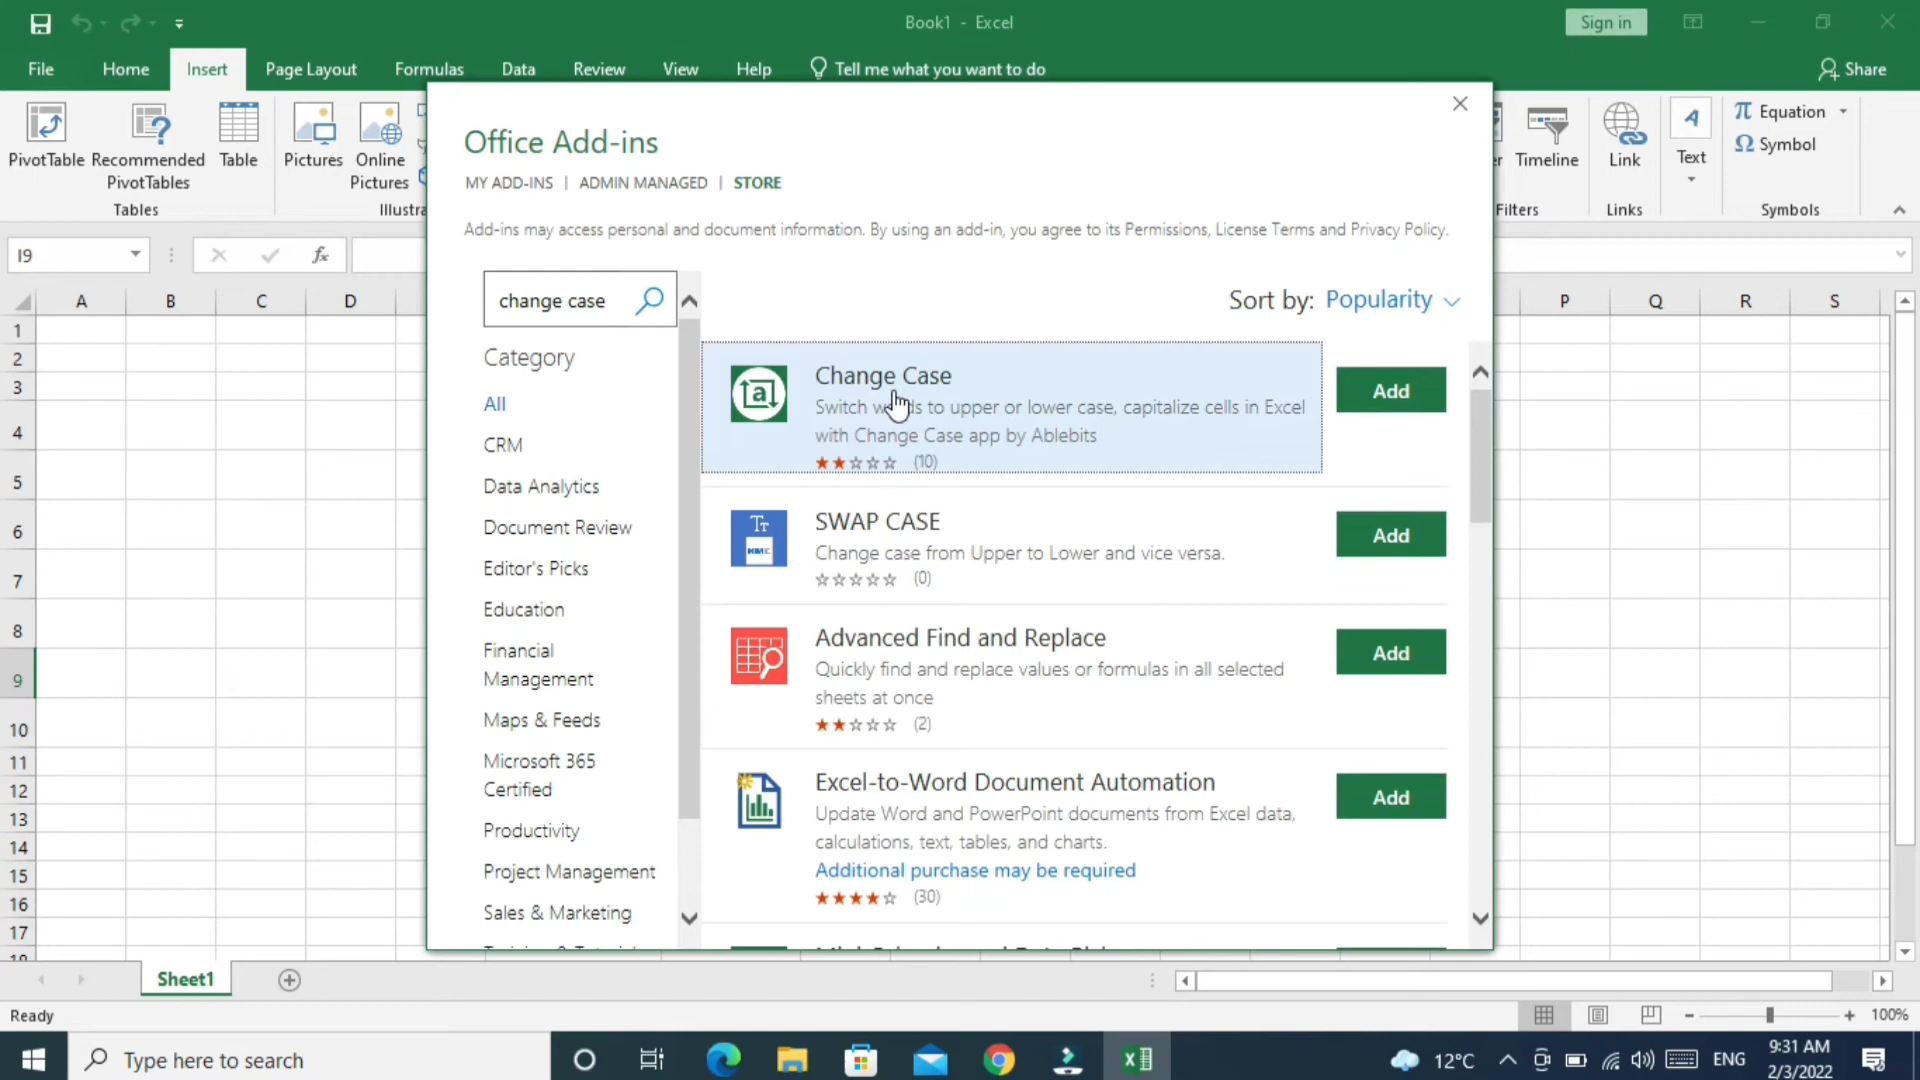 Book1 - Excel
Sign in
File Home Insert Page Layout Formulas Data Review View Help Tell me what you want to do
Share
PivotTable
Recommended
PivotTables
Table
Pictures
Online
Pictures
Timeline
Link
Text
Equation
Symbol
Tables
Filters
Links
Symbols
I9
fx
A B C D P Q R S
1
2
3
4
5
6
7
8
9
10
11
12
13
14
15
16
17
18
Office Add-ins
MY ADD-INS | ADMIN MANAGED | STORE
Add-ins may access personal and document information. By using an add-in, you agree to its Permissions, License Terms and Privacy Policy.
change case
Sort by: Popularity
Category
All
CRM
Data Analytics
Document Review
Editor's Picks
Education
Financial
Management
Maps & Feeds
Microsoft 365
Certified
Productivity
Project Management
Sales & Marketing
Change Case
Switch words to upper or lower case, capitalize cells in Excel
with Change Case app by Ablebits
(10)
Add
SWAP CASE
Change case from Upper to Lower and vice versa.
(0)
Add
Advanced Find and Replace
Quickly find and replace values or formulas in all selected
sheets at once
(2)
Add
Excel-to-Word Document Automation
Update Word and PowerPoint documents from Excel data,
calculations, text, tables, and charts.
Additional purchase may be required
(30)
Add
Sheet1
Ready
100%
Type here to search
12°C
ENG
9:31 AM
2/3/2022